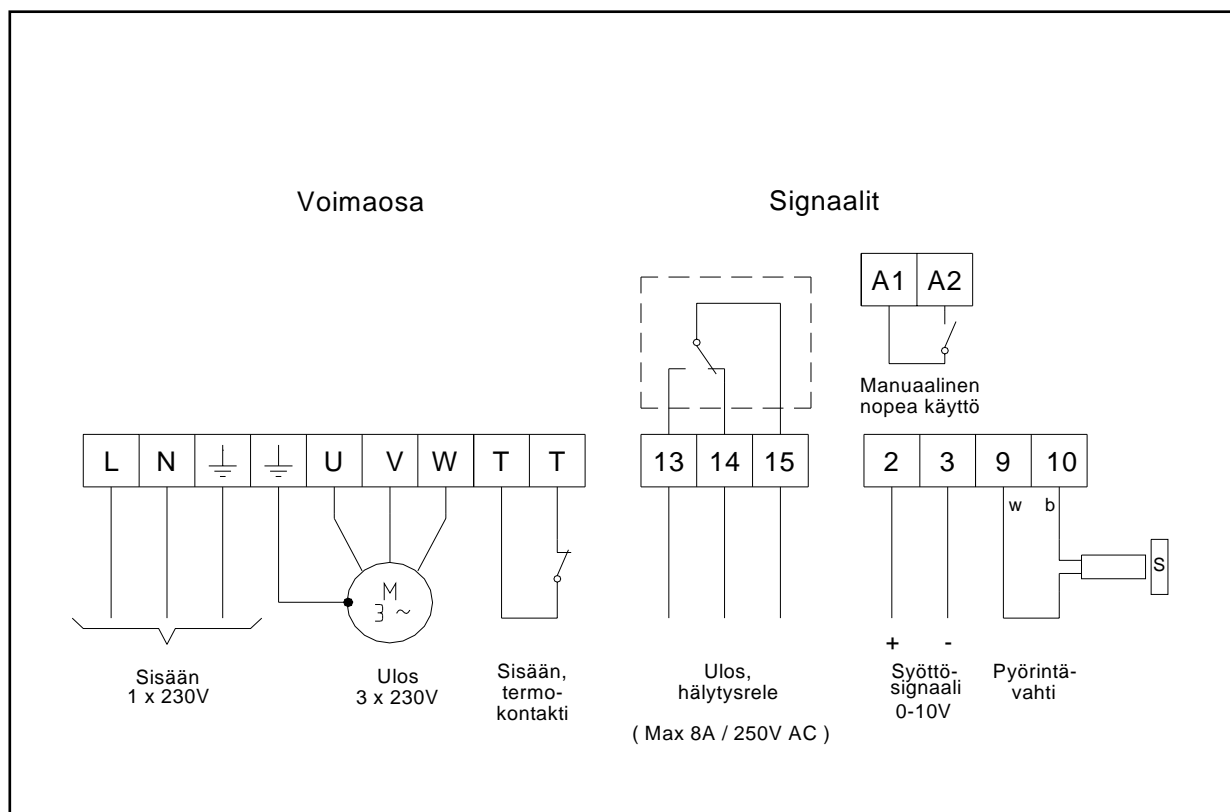 Voimaosa
Signaalit
A1 A2
Manuaalinen
nopea käyttö
L N U V W T T
13 14 15
2 3 9 10
w b
S
M
3 ~
+ -
Sisään
1 x 230V
Ulos
3 x 230V
Sisään,
termo-
kontakti
Ulos,
hälytysrele
( Max 8A / 250V AC )
Syöttö-
signaali
0-10V
Pyörintä-
vahti